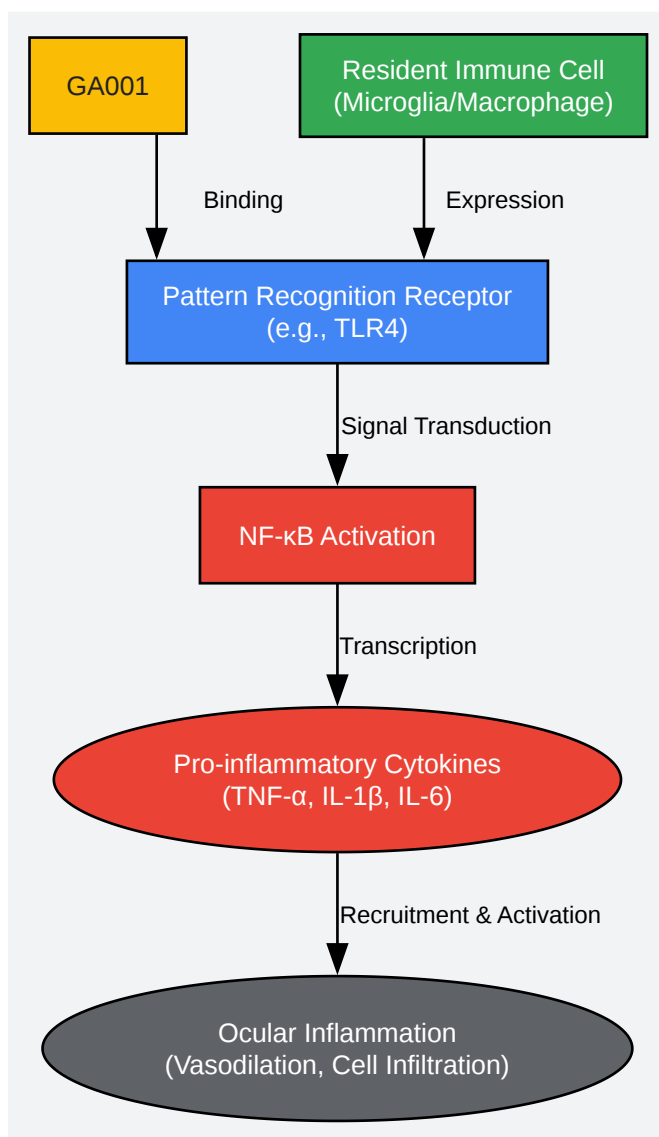 GA001
Resident Immune Cell
(Microglia/Macrophage)
Binding
Expression
Pattern Recognition Receptor
(e.g., TLR4)
Signal Transduction
NF-κB Activation
Transcription
Pro-inflammatory Cytokines
(TNF-α, IL-1β, IL-6)
Recruitment & Activation
Ocular Inflammation
(Vasodilation, Cell Infiltration)